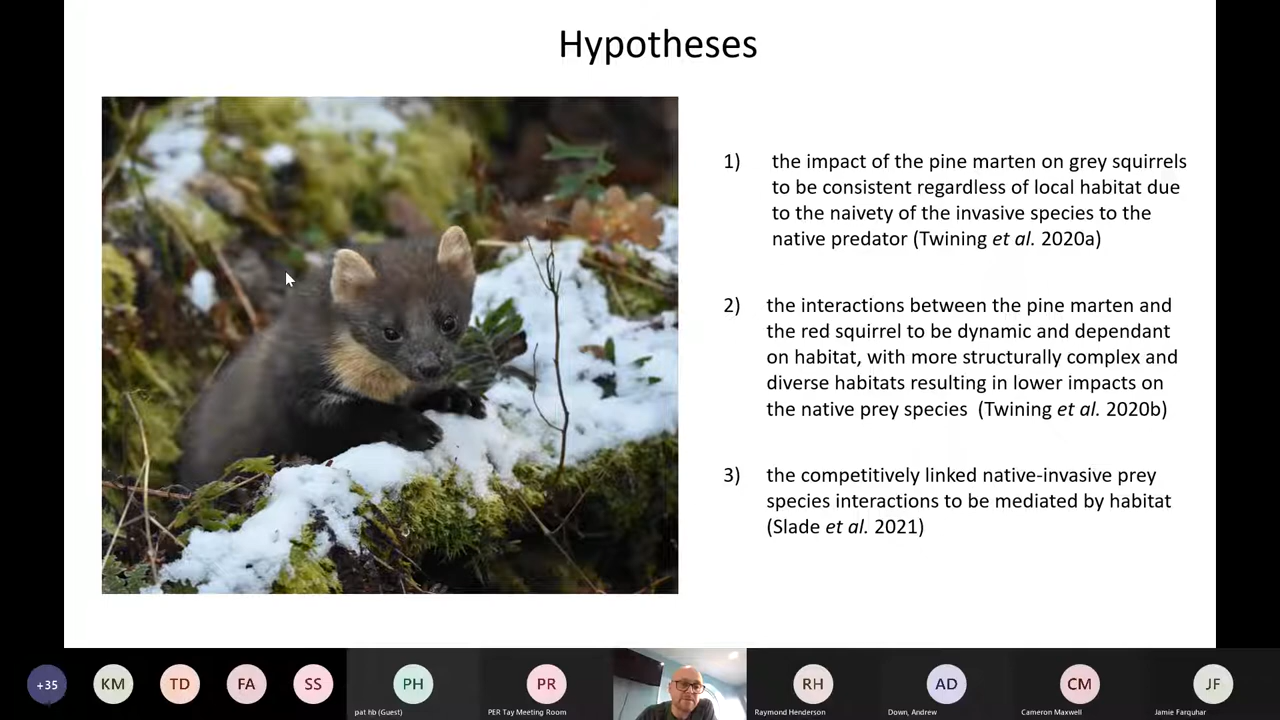 Hypotheses
1) the impact of the pine marten on grey squirrels
to be consistent regardless of local habitat due
to the naivety of the invasive species to the
native predator (Twining et al. 2020a)
2) the interactions between the pine marten and
the red squirrel to be dynamic and dependant
on habitat, with more structurally complex and
diverse habitats resulting in lower impacts on
the native prey species (Twining et al. 2020b)
3) the competitively linked native-invasive prey
species interactions to be mediated by habitat
(Slade et al. 2021)
+35 KM TD FA SS PH PR RH AD CM JF
pat hb (Guest) PER Tay Meeting Room Raymond Henderson Down, Andrew Cameron Maxwell Jamie Farquhar